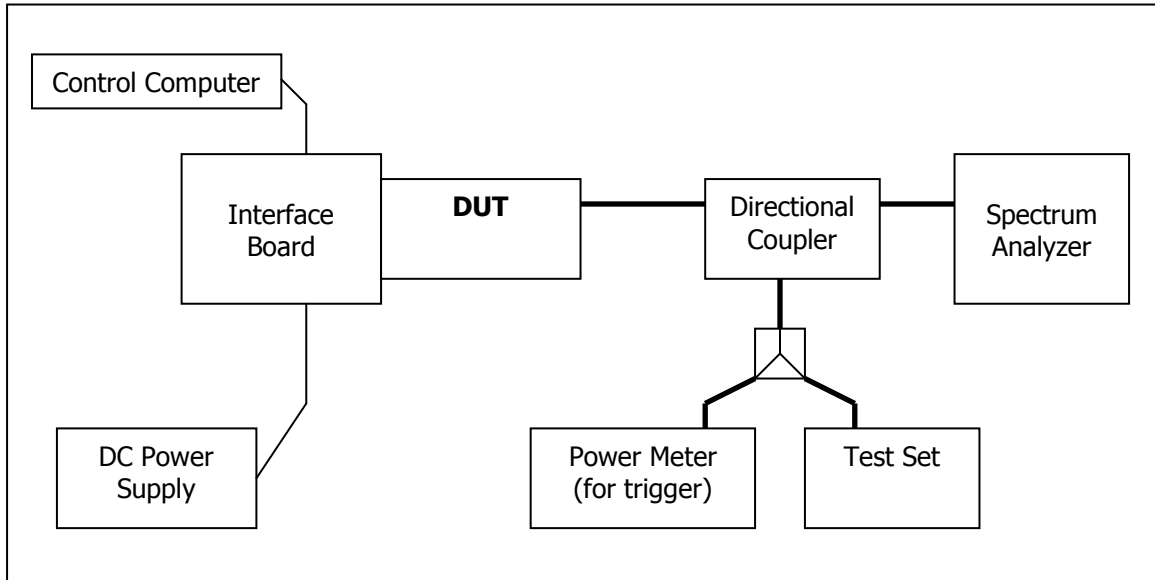 Control Computer
Interface
Board
DUT
Directional
Coupler
Spectrum
Analyzer
DC Power
Supply
Power Meter
(for trigger)
Test Set